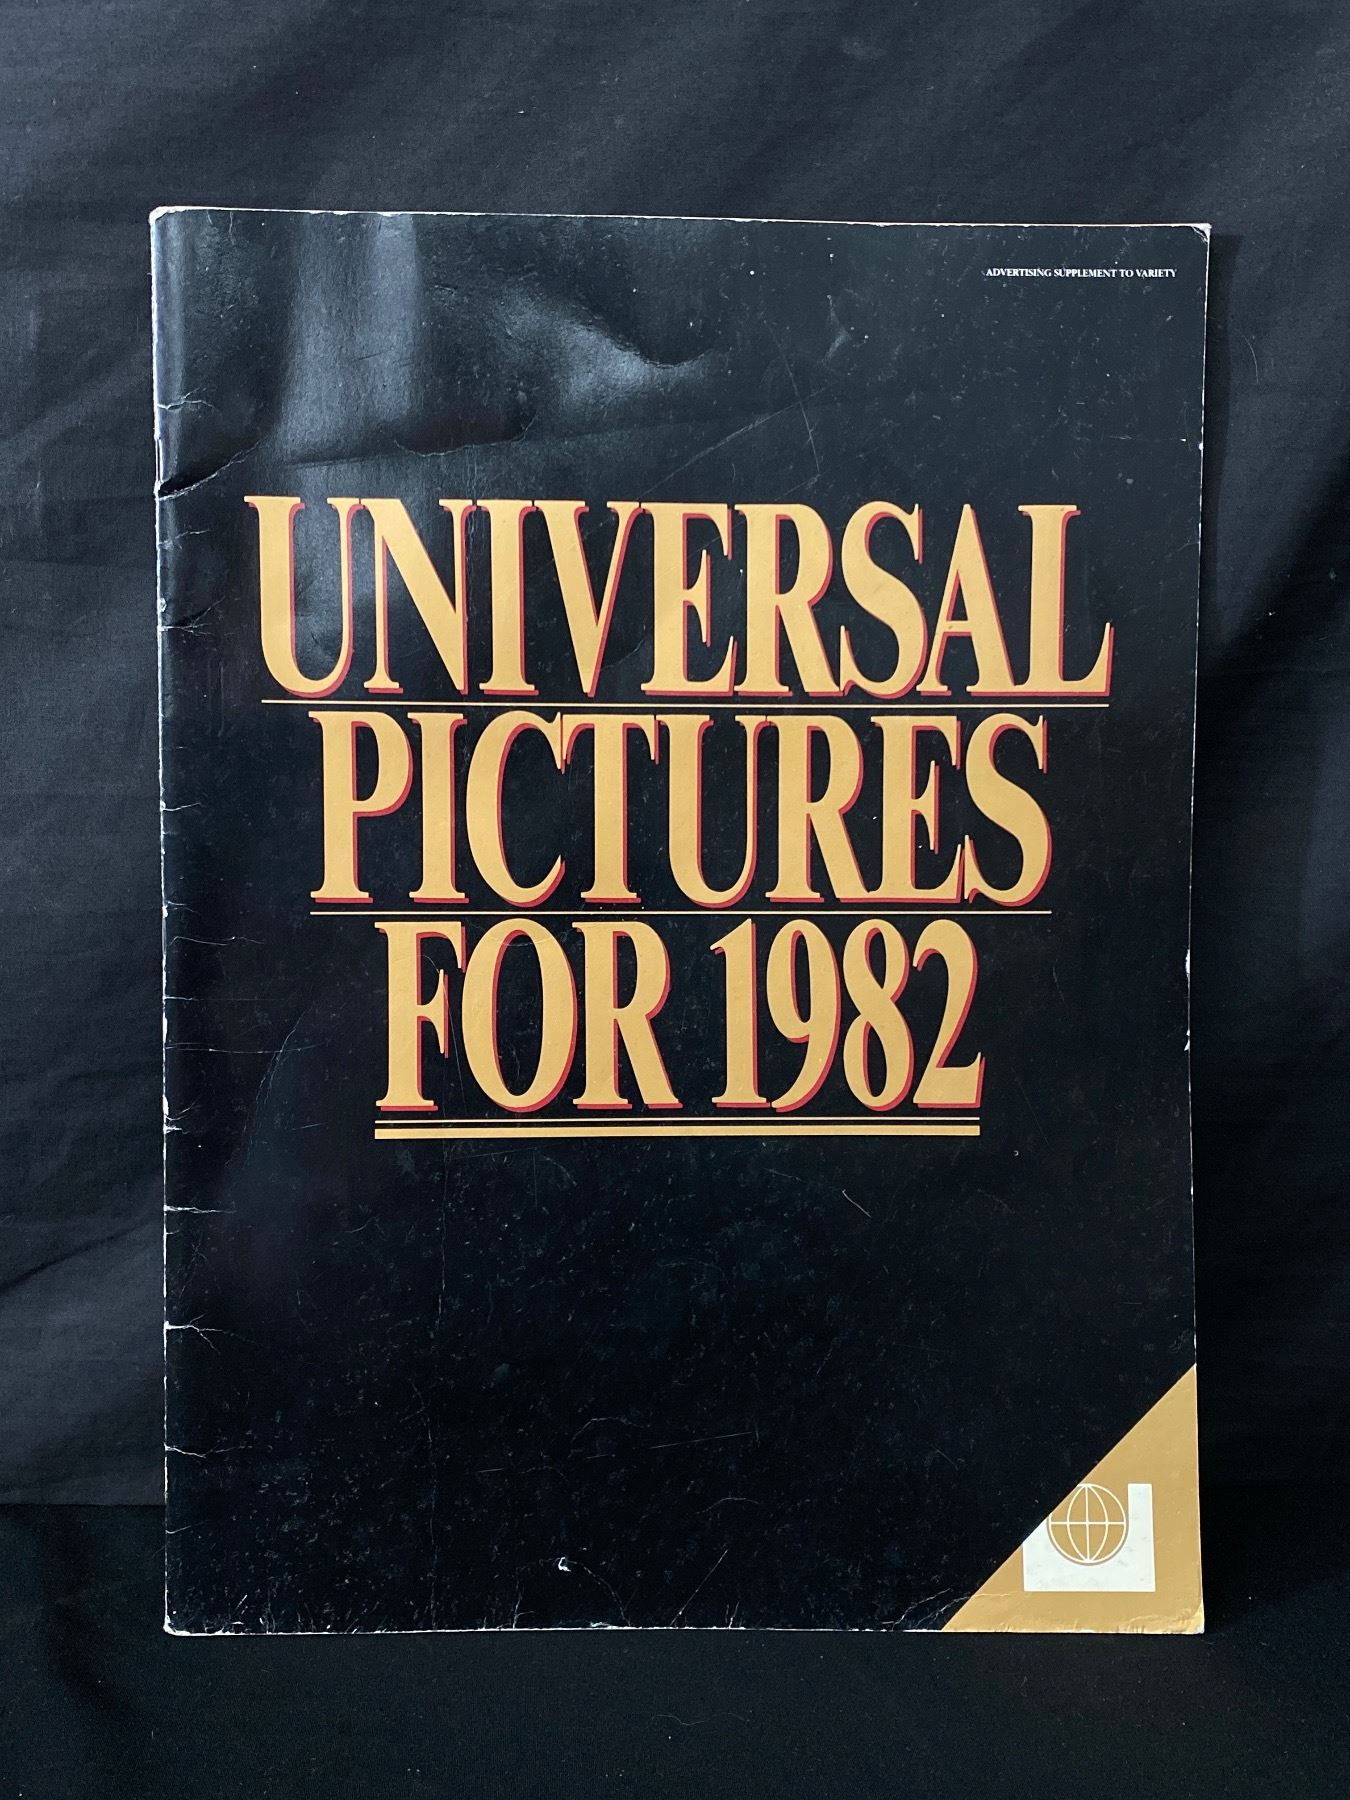 ADVERTISING SUPPLEMENT TO VARIETY
UNIVERSAL
PICTURES
FOR 1982